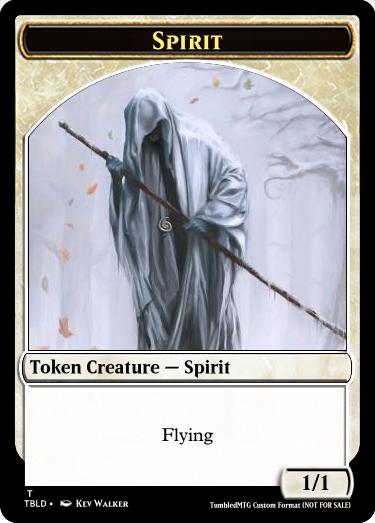 Spirit
Token Creature — Spirit
Flying
1/1
T
TBLD • Kev Walker
TumbledMTG Custom Format (NOT FOR SALE)